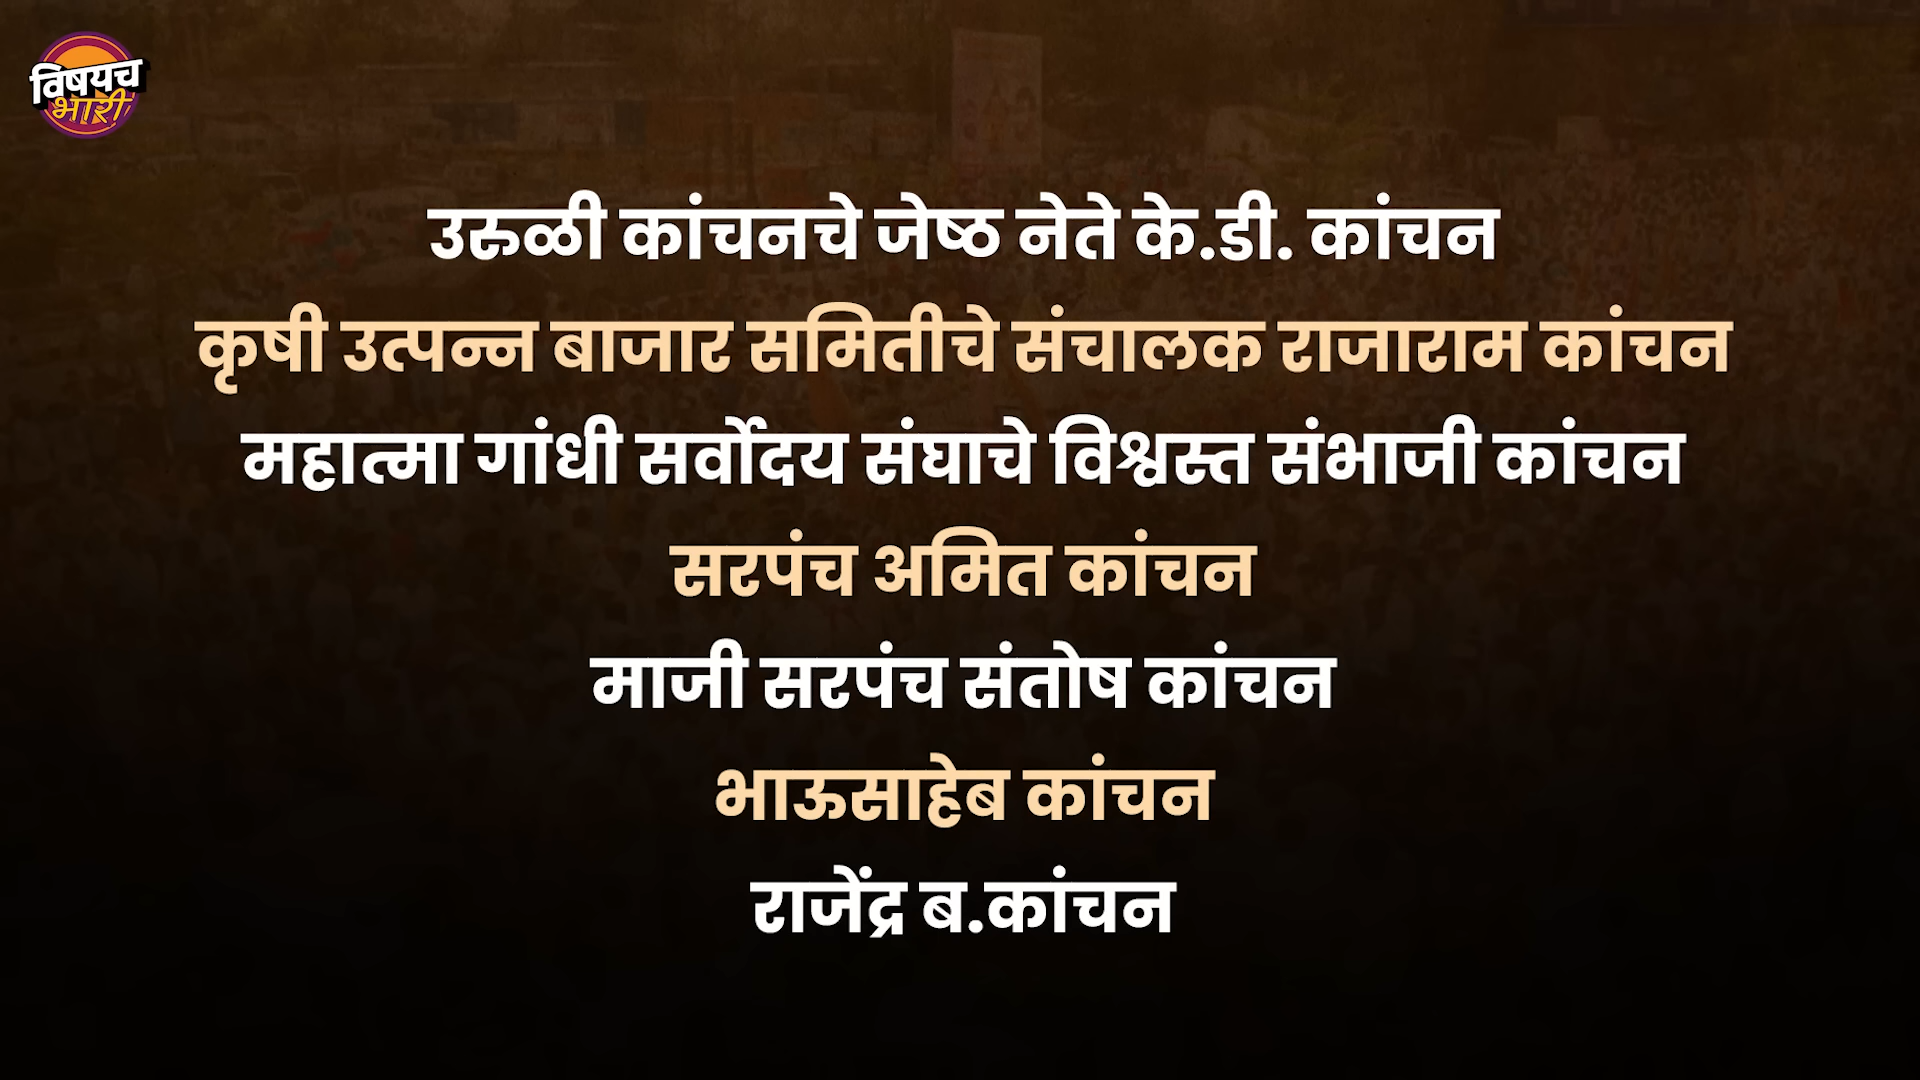 विषयच
भारी
उरुळी कांचनचे जेष्ठ नेते के.डी. कांचन
कृषी उत्पन्न बाजार समितीचे संचालक राजाराम कांचन
महात्मा गांधी सर्वोदय संघाचे विश्वस्त संभाजी कांचन
सरपंच अमित कांचन
माजी सरपंच संतोष कांचन
भाऊसाहेब कांचन
राजेंद्र ब.कांचन